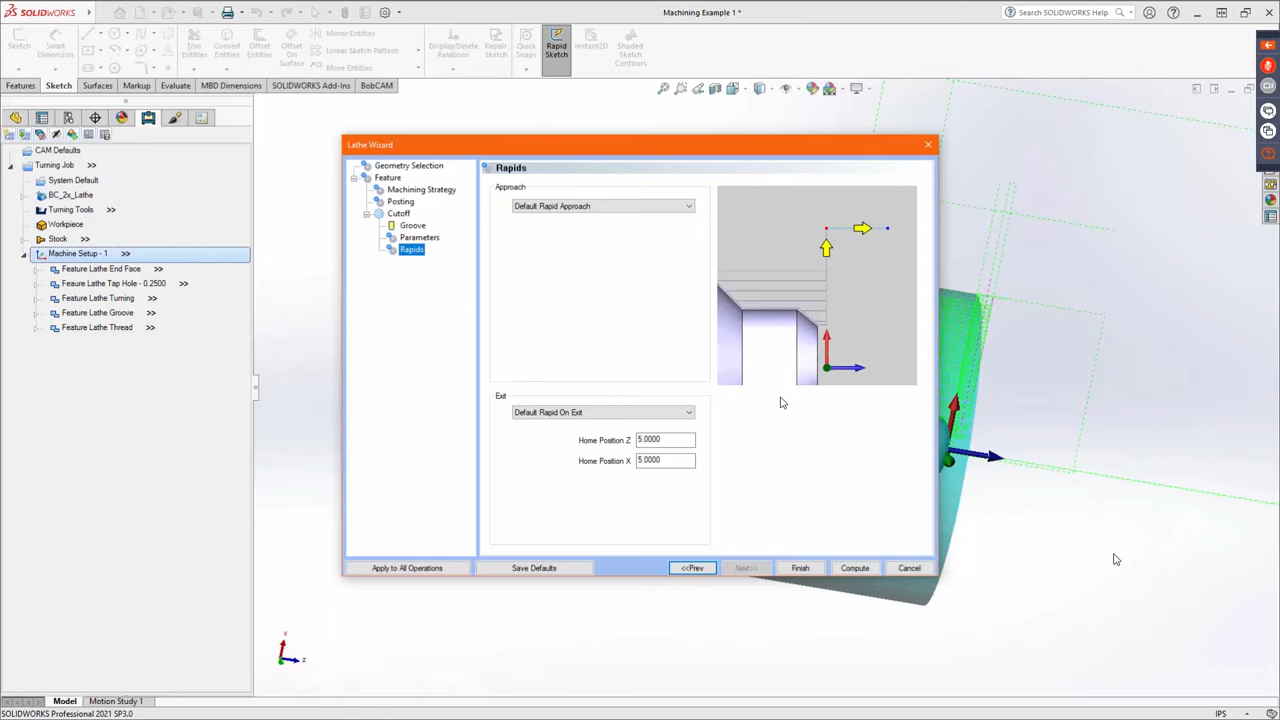 SOLIDWORKS
Machining Example 1 *
Search SOLIDWORKS Help
Sketch
Smart Dimension
Trim Entities
Convert Entities
Offset Entities
Offset On Surface
Mirror Entities
Linear Sketch Pattern
Move Entities
Display/Delete Relations
Repair Sketch
Quick Snaps
Rapid Sketch
Instant2D
Shaded Sketch Contours
Features
Sketch
Surfaces
Markup
Evaluate
MBD Dimensions
SOLIDWORKS Add-Ins
BobCAM
CAM Defaults
Turning Job >>
System Default
BC_2x_Lathe
Turning Tools >>
Workpiece
Stock >>
Machine Setup - 1 >>
Feature Lathe End Face >>
Feaure Lathe Tap Hole - 0.2500 >>
Feature Lathe Turning >>
Feature Lathe Groove >>
Feature Lathe Thread >>
Lathe Wizard
Geometry Selection
Feature
Machining Strategy
Posting
Cutoff
Groove
Parameters
Rapids
Rapids
Approach
Default Rapid Approach
Exit
Default Rapid On Exit
Home Position Z 5.0000
Home Position X 5.0000
Apply to All Operations
Save Defaults
<<Prev
Next>>
Finish
Compute
Cancel
x
z
Model
Motion Study 1
SOLIDWORKS Professional 2021 SP3.0
IPS